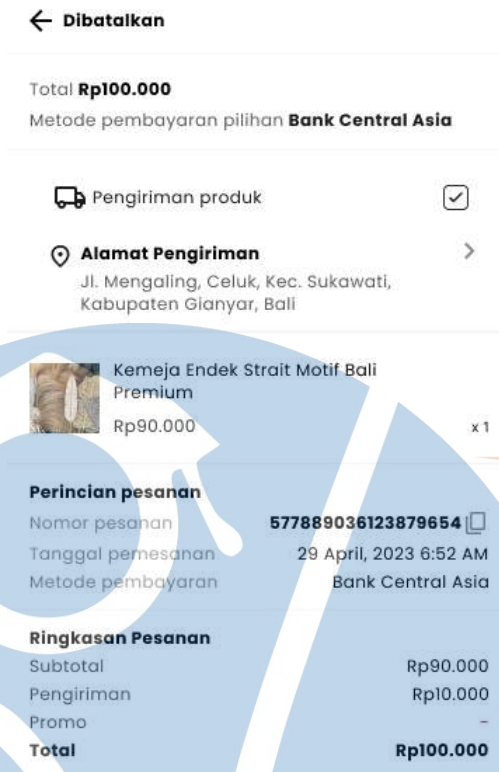 Dibatalkan
Total Rp100.000
Metode pembayaran pilihan Bank Central Asia
Pengiriman produk
Alamat Pengiriman
Jl. Mengaling, Celuk, Kec. Sukawati,
Kabupaten Gianyar, Bali
Kemeja Endek Strait Motif Bali
Premium
Rp90.000 x 1
Perincian pesanan
Nomor pesanan 577889036123879654
Tanggal pemesanan 29 April, 2023 6:52 AM
Metode pembayaran Bank Central Asia
Ringkasan Pesanan
Subtotal Rp90.000
Pengiriman Rp10.000
Promo -
Total Rp100.000